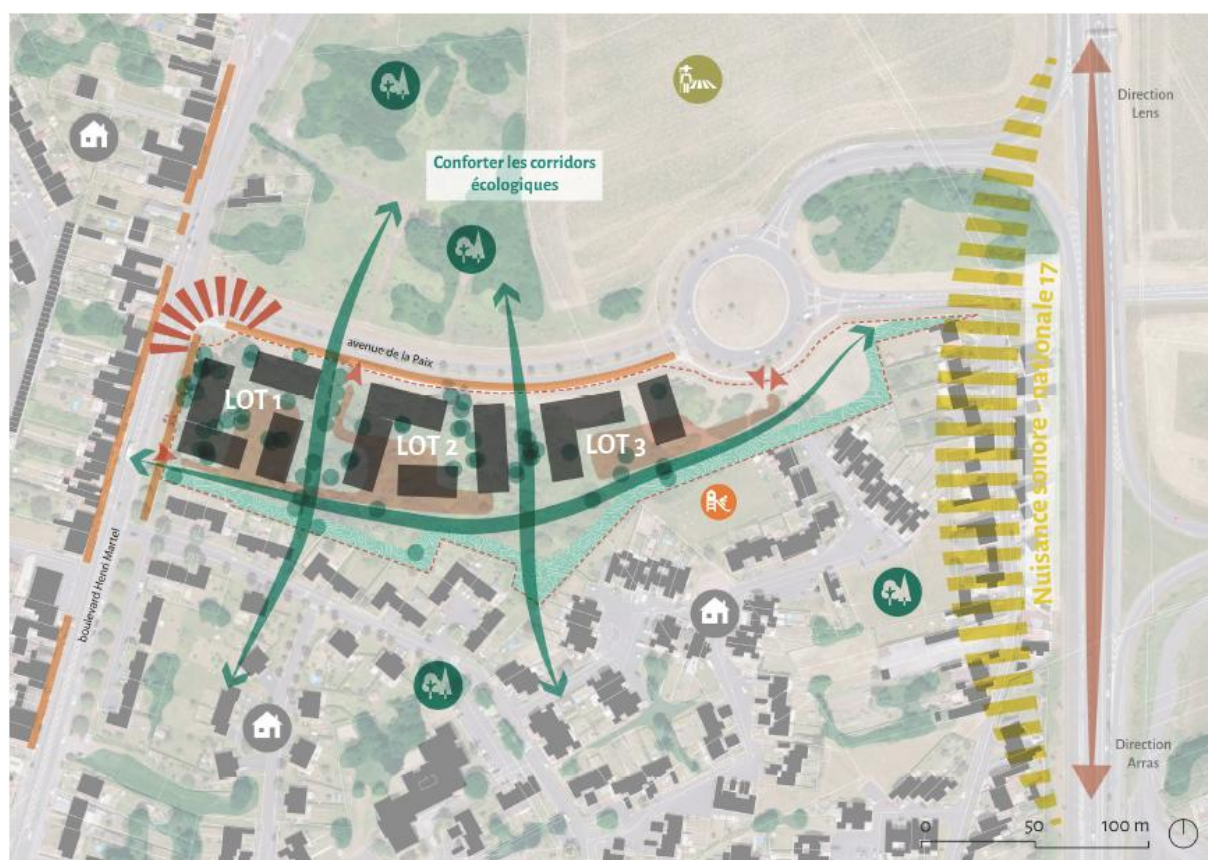 Direction
Lens
Conforter les corridors
écologiques
avenue de la Paix
LOT 1
LOT 2
LOT 3
boulevard Henri Martel
Nuisance sonore - nationale 17
Direction
Arras
0 50 100 m